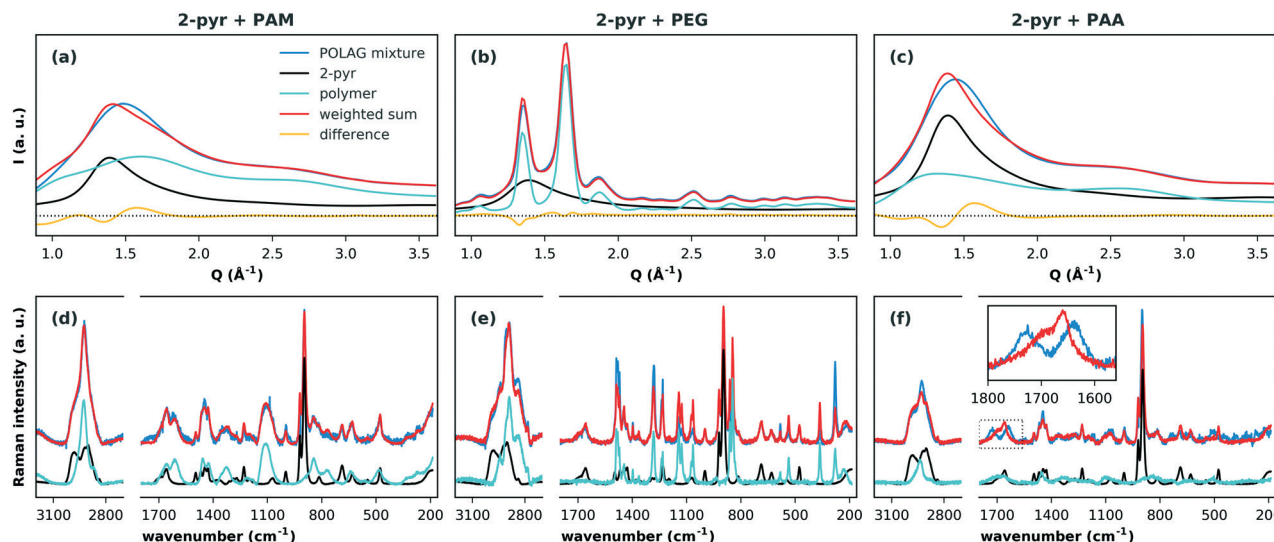 2-pyr + PAM
2-pyr + PEG
2-pyr + PAA
(a)
POLAG mixture
2-pyr
polymer
weighted sum
difference
(b)
(c)
I (a. u.)
1.0 1.5 2.0 2.5 3.0 3.5
1.0 1.5 2.0 2.5 3.0 3.5
1.0 1.5 2.0 2.5 3.0 3.5
Q (Å⁻¹)
Q (Å⁻¹)
Q (Å⁻¹)
(d)
(e)
(f)
1800 1700 1600
Raman intensity (a. u.)
3100 2800 1700 1400 1100 800 500 200
3100 2800 1700 1400 1100 800 500 200
3100 2800 1700 1400 1100 800 500 200
wavenumber (cm⁻¹)
wavenumber (cm⁻¹)
wavenumber (cm⁻¹)